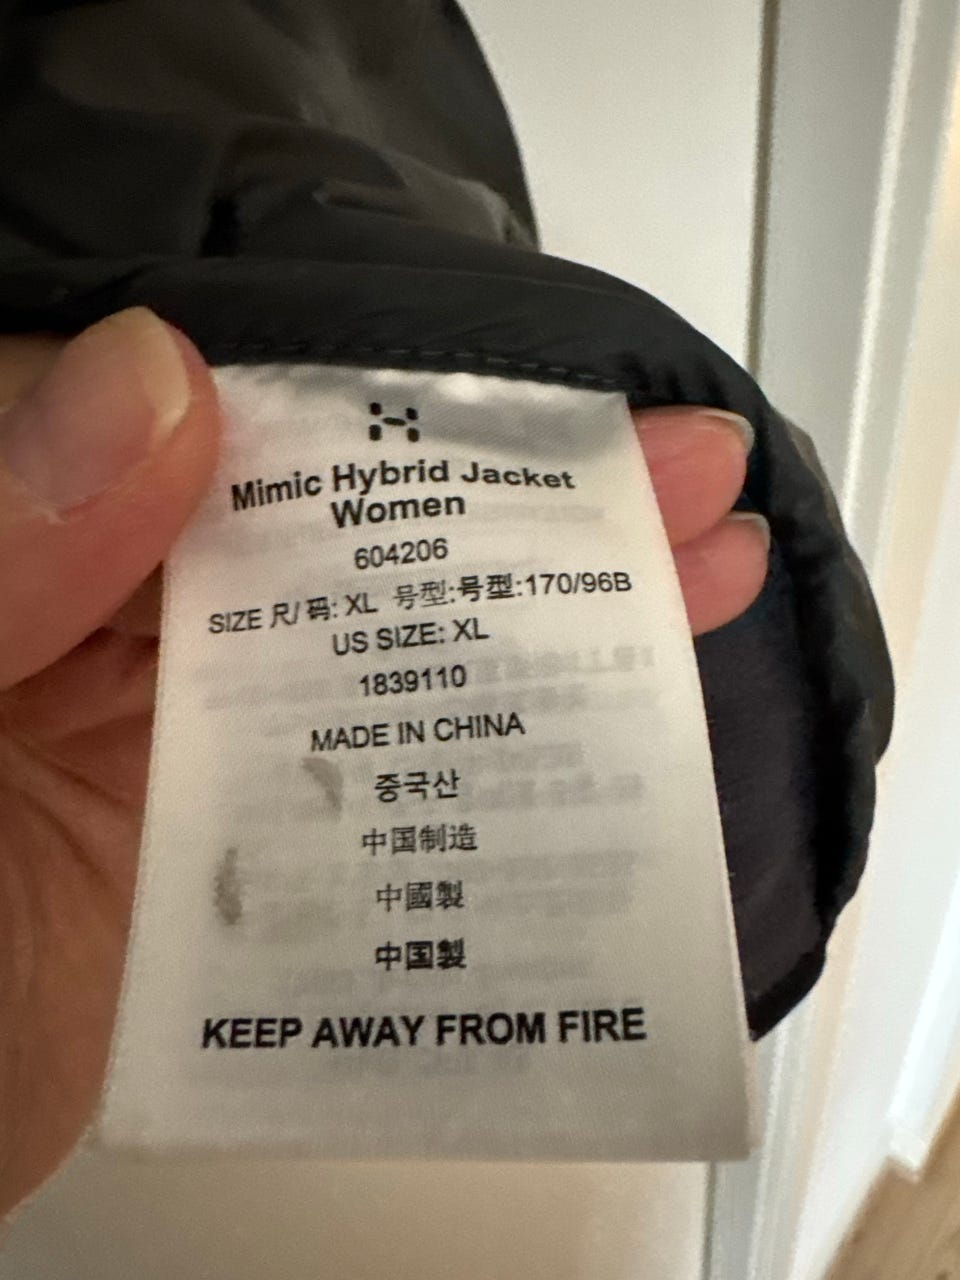 Mimic Hybrid Jacket
Women
604206
SIZE 尺/ 码: XL 号型:号型:170/96B
US SIZE: XL
1839110
MADE IN CHINA
중국산
中国制造
中國製
中国製
KEEP AWAY FROM FIRE